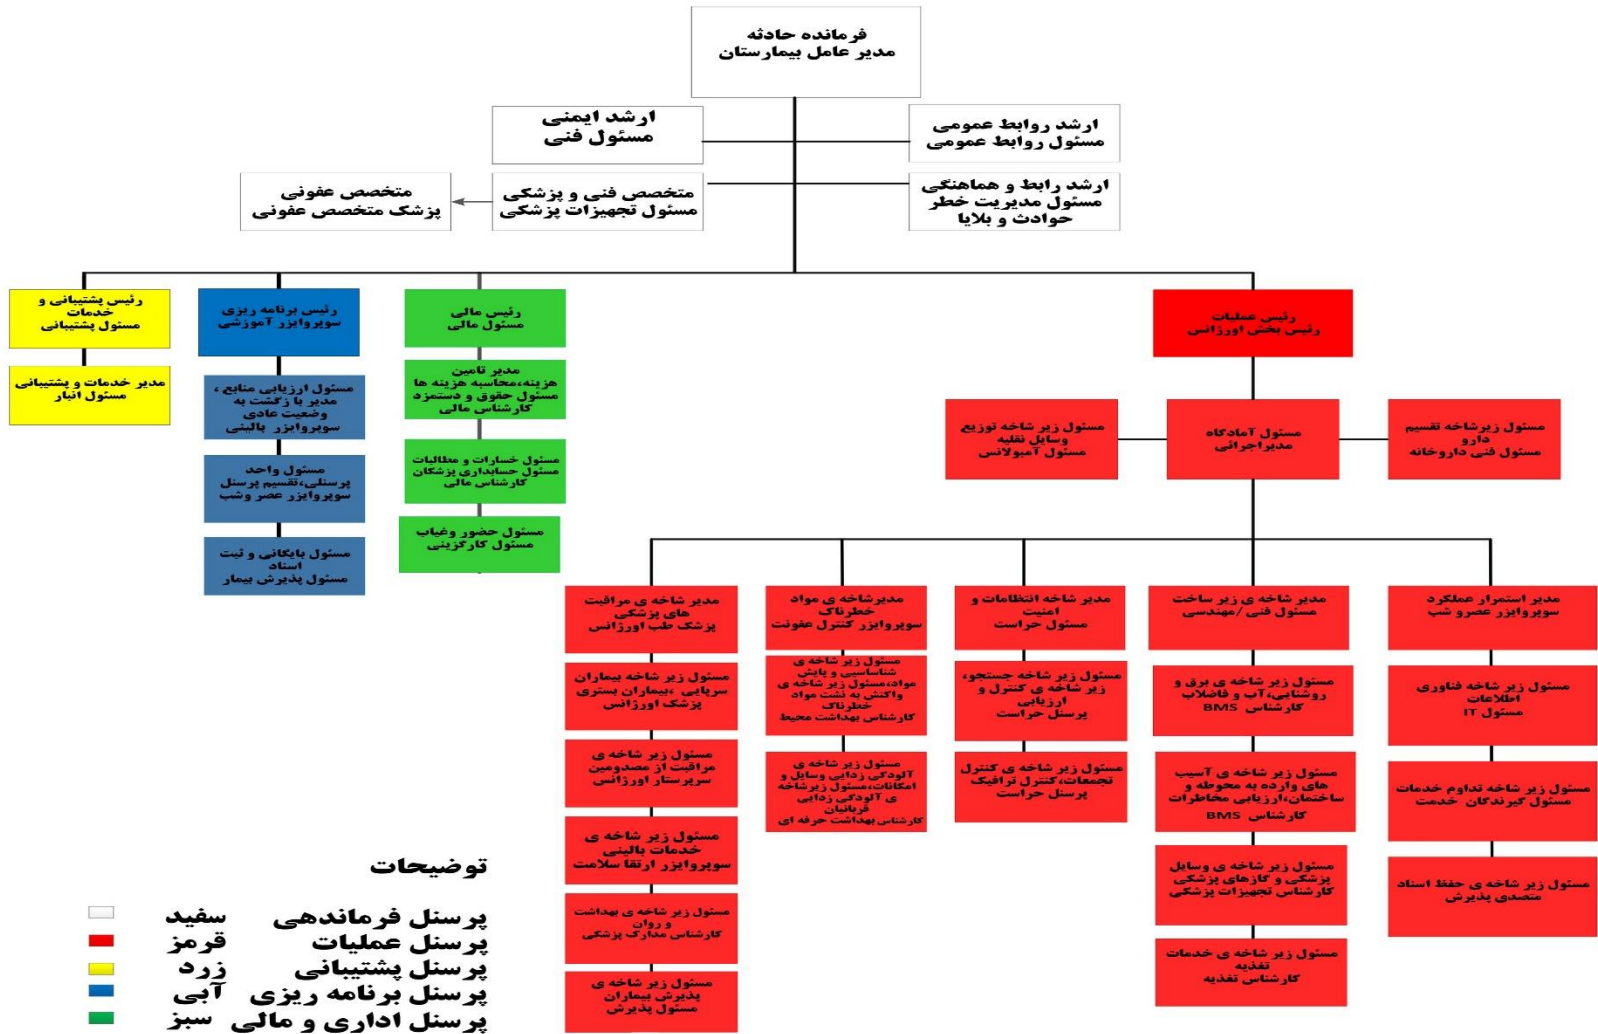 فرمانده حادثه
مدیر عامل بیمارستان
ارشد ایمنی
مسئول فنی
ارشد روابط عمومی
مسئول روابط عمومی
متخصص عفونی
پزشک متخصص عفونی
متخصص فنی و پزشکی
مسئول تجهیزات پزشکی
ارشد رابط و هماهنگی
مسئول مدیریت خطر
حوادث و بلایا
رئیس پشتیبانی و
خدمات
مسئول پشتیبانی
مدیر خدمات و پشتیبانی
مسئول انبار
رئیس برنامه ریزی
سوپروایزر آموزشی
مسئول ارزیابی منابع ،
مدیر با زگشت به
وضعیت عادی
سوپروایزر بالینی
مسئول واحد
پرسنلی،تقسیم پرسنل
سوپروایزر عصر وشب
مسئول بایگانی و ثبت
اسناد
مسئول پذیرش بیمار
رئیس مالی
مسئول مالی
مدیر تامین
هزینه،محاسبه هزینه ها
مسئول حقوق و دستمزد
کارشناس مالی
مسئول خسارات و مطالبات
مسئول حسابداری پزشکان
کارشناس مالی
مسئول حضور وغیاب
مسئول کارگزینی
رئیس عملیات
رئیس بخش اورژانس
مسئول زیرشاخه تقسیم
دارو
مسئول فنی داروخانه
مسئول آمادگاه
مدیراجرائی
مسئول زیر شاخه توزیع
وسایل نقلیه
مسئول آمبولانس
مدیر استمرار عملکرد
سوپروایزر عصرو شب
مسئول زیر شاخه فناوری
اطلاعات
مسئول IT
مسئول زیر شاخه تداوم خدمات
مسئول گیرندگان خدمت
مسئول زیر شاخه ی حفظ اسناد
متصدی پذیرش
مدیر شاخه ی زیر ساخت
مسئول فنی /مهندسی
مسئول زیر شاخه ی برق و
روشنایی،آب و فاضلاب
کارشناس BMS
مسئول زیر شاخه ی آسیب
های وارده به محوطه و
ساختمان،ارزیابی مخاطرات
کارشناس BMS
مسئول زیر شاخه ی وسایل
پزشکی و گازهای پزشکی
کارشناس تجهیزات پزشکی
مسئول زیر شاخه ی خدمات
تغذیه
کارشناس تغذیه
مدیر شاخه انتظامات و
امنیت
مسئول حراست
مسئول زیر شاخه جستجو،
زیر شاخه ی کنترل و
ارزیابی
پرسنل حراست
مسئول زیر شاخه ی کنترل
تجمعات،کنترل ترافیک
پرسنل حراست
مدیرشاخه ی مواد
خطرناک
سوپروایزر کنترل عفونت
مسئول زیر شاخه ی
شناساسیی و پایش
مواد،مسئول زیر شاخه ی
واکنش به نشت مواد
خطرناک
کارشناس بهداشت محیط
مسئول زیر شاخه ی
آلودگی زدایی وسایل و
امکانات،مسئول زیرشاخه
ی آلودگی زدایی
قربانیان
کارشناس بهداشت حرفه ای
مدیر شاخه ی مراقبت
های پزشکی
پزشک طب اورژانس
مسئول زیر شاخه بیماران
سرپایی ،بیماران بستری
پزشک اورژانس
مسئول زیر شاخه ی
مراقبت از مصدومین
سرپرستار اورژانس
مسئول زیر شاخه ی
خدمات بالینی
سوپروایزر ارتقا سلامت
مسئول زیر شاخه ی بهداشت
و روان
کارشناس مدارک پزشکی
مسئول زیر شاخه ی
پذیرش بیماران
مسئول پذیرش
توضیحات
پرسنل فرماندهی سفید
پرسنل عملیات قرمز
پرسنل پشتیبانی زرد
پرسنل برنامه ریزی آبی
پرسنل اداری و مالی سبز